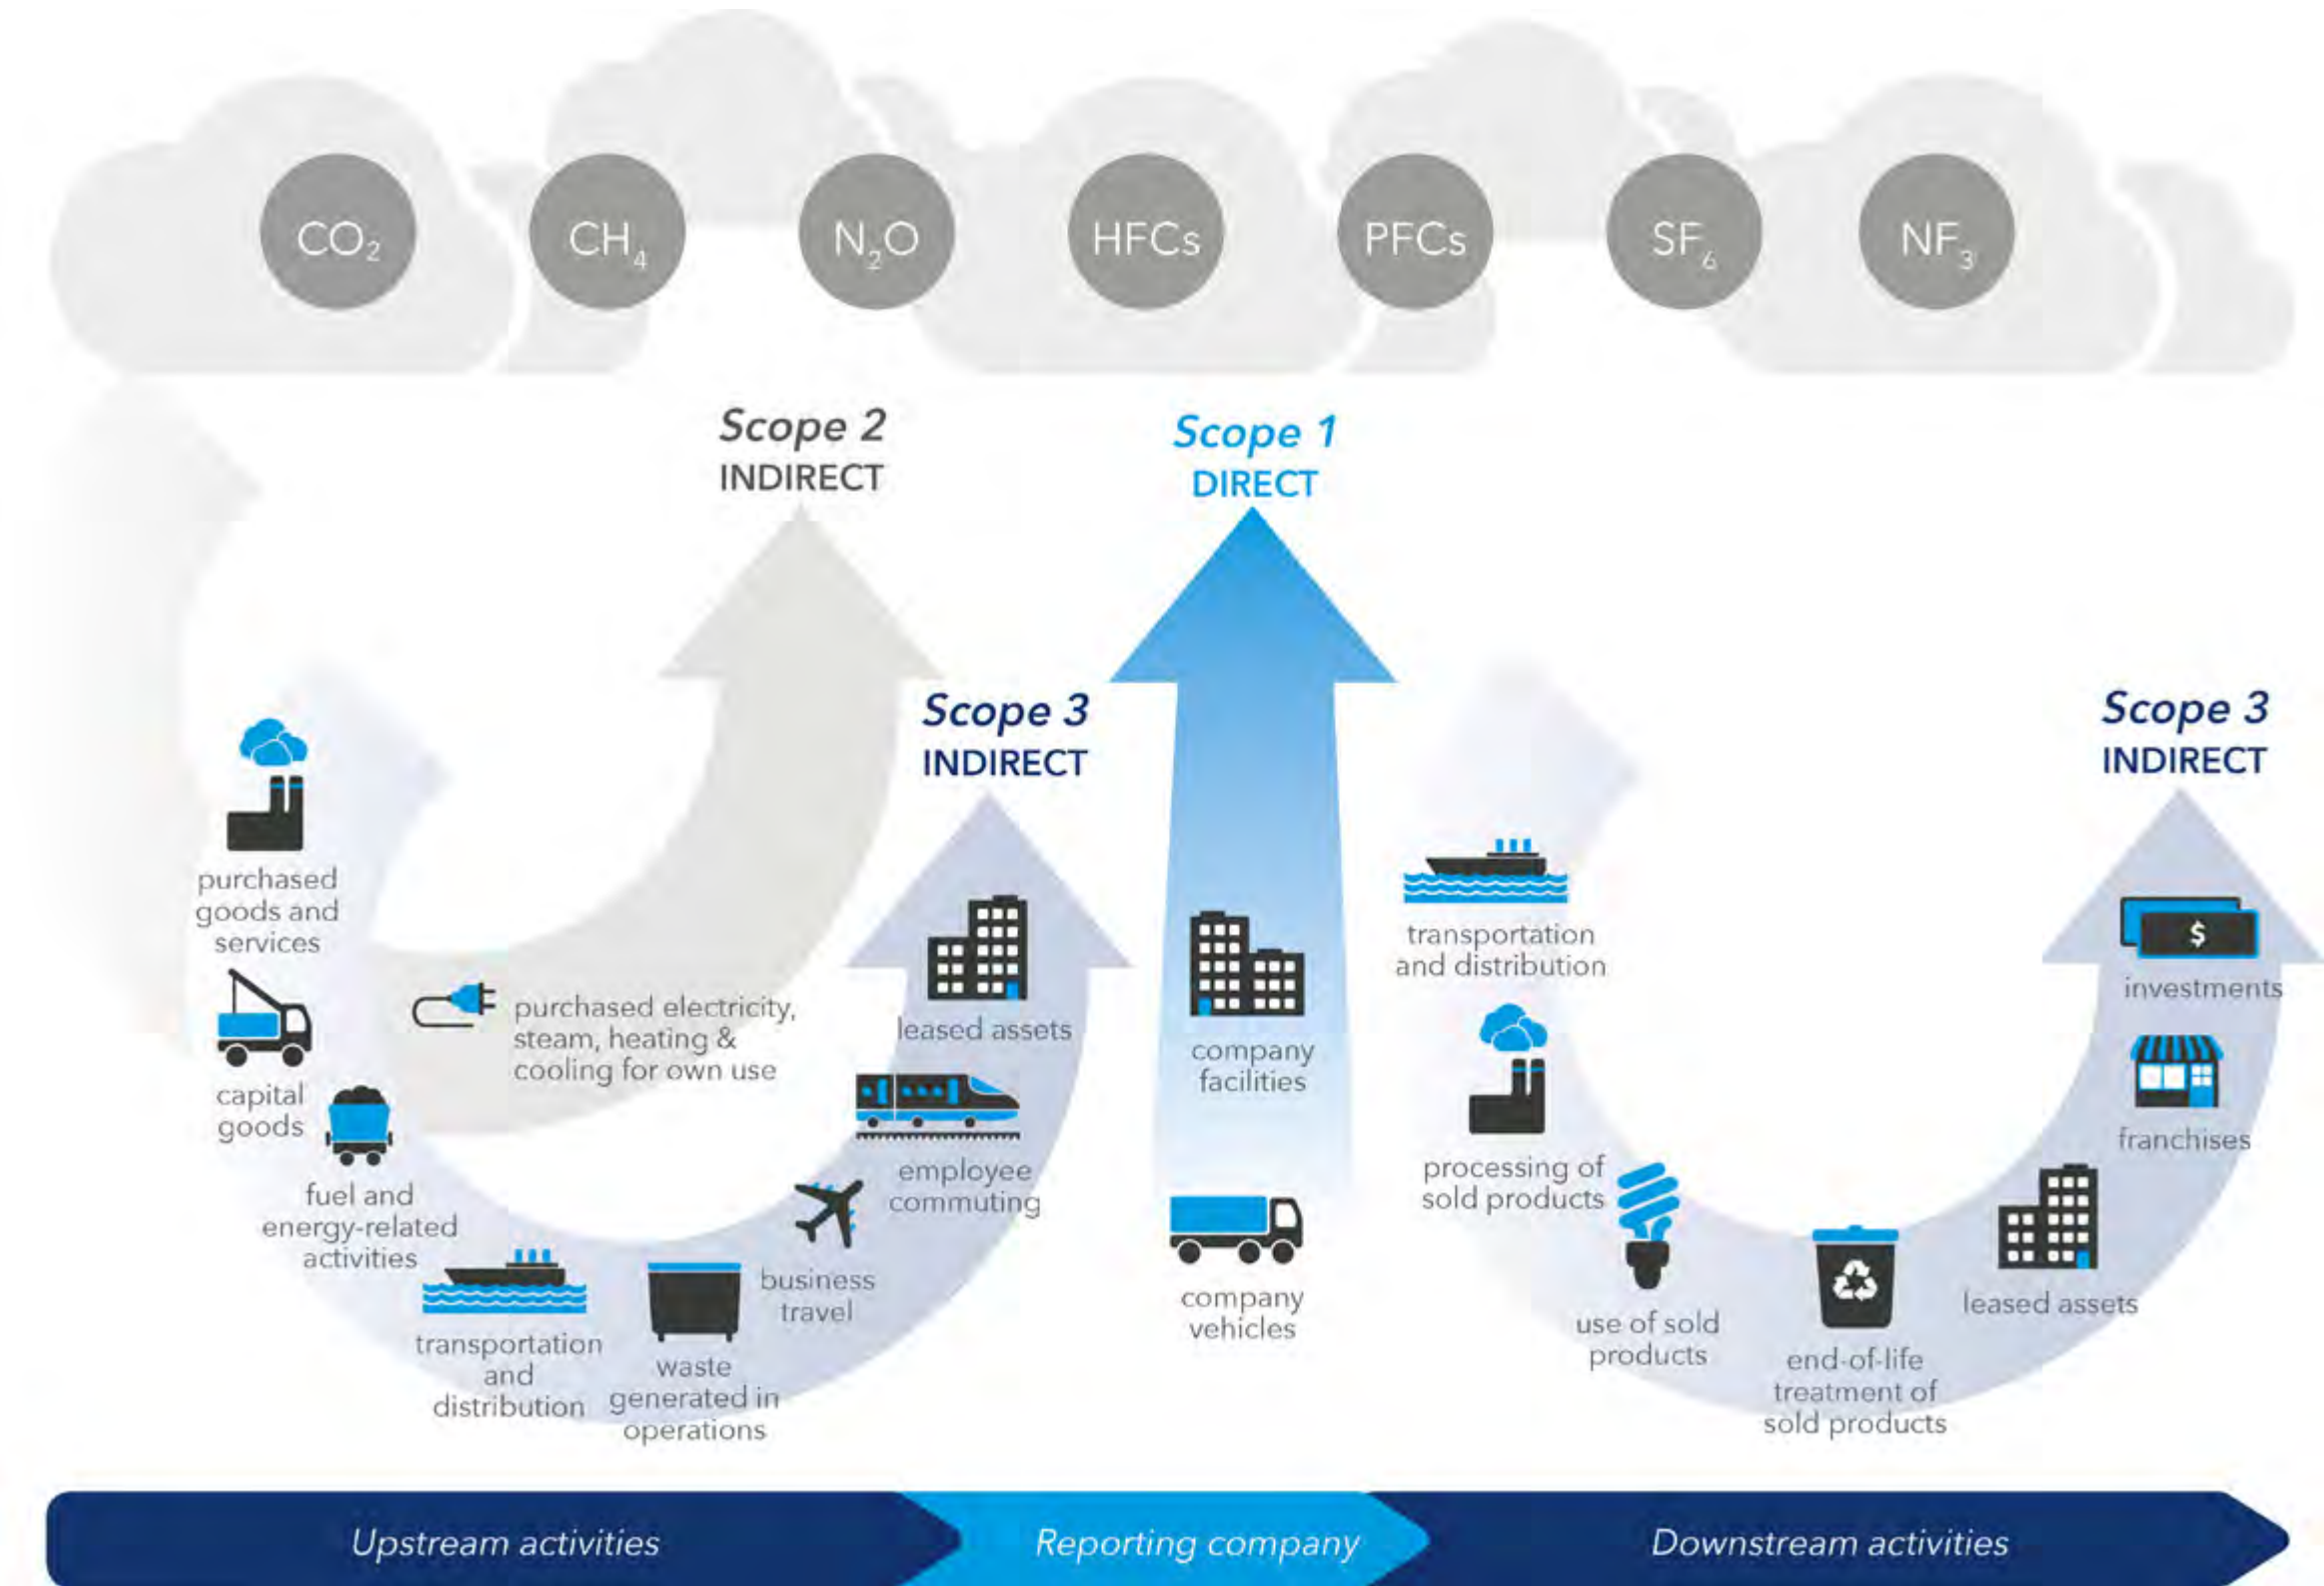 CO₂
CH₄
N₂O
HFCs
PFCs
SF₆
NF₃
Scope 2
INDIRECT
Scope 1
DIRECT
Scope 3
INDIRECT
Scope 3
INDIRECT
purchased
goods and
services
capital
goods
fuel and
energy-related
activities
purchased electricity,
steam, heating &
cooling for own use
transportation
and
distribution
waste
generated in
operations
business
travel
employee
commuting
leased assets
company
facilities
company
vehicles
transportation
and distribution
processing of
sold products
use of sold
products
end-of-life
treatment of
sold products
leased assets
franchises
$
investments
Upstream activities
Reporting company
Downstream activities